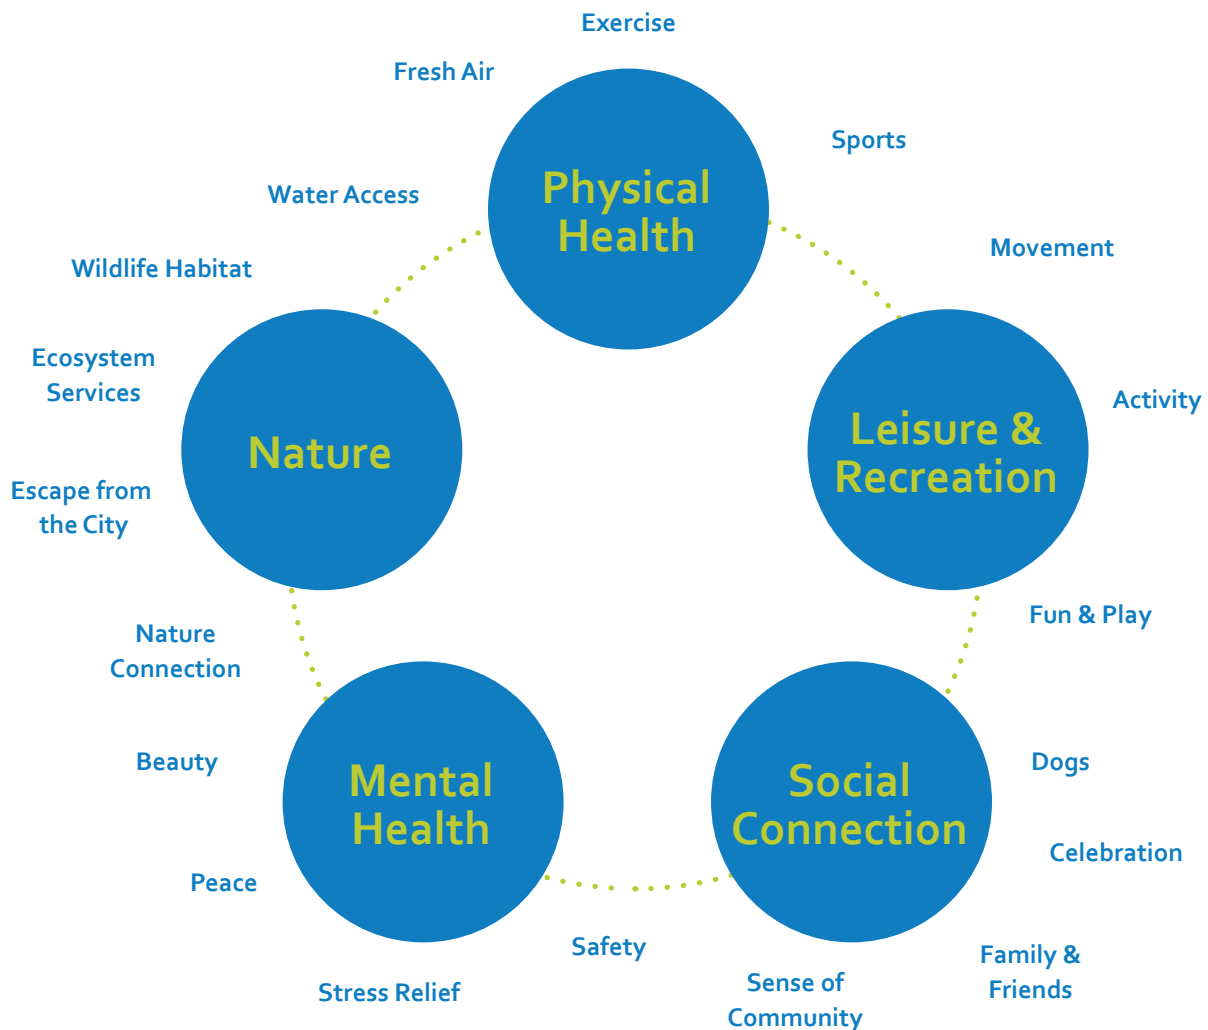 Exercise
Fresh Air
Sports
Physical
Health
Water Access
Movement
Wildlife Habitat
Ecosystem
Services
Activity
Leisure &
Recreation
Nature
Escape from
the City
Fun & Play
Nature
Connection
Beauty
Dogs
Mental
Health
Social
Connection
Celebration
Peace
Safety
Family &
Friends
Stress Relief
Sense of
Community